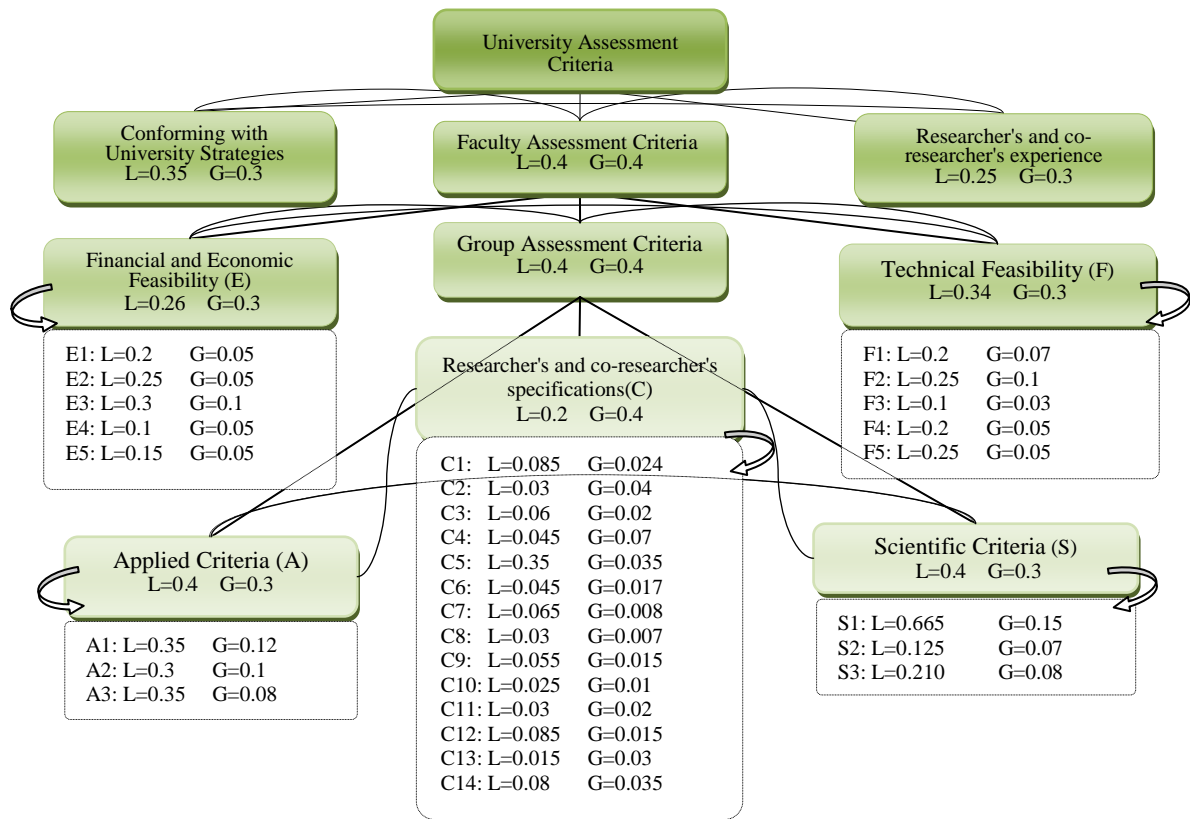 University Assessment
Criteria
Conforming with
University Strategies
L=0.35 G=0.3
Faculty Assessment Criteria
L=0.4 G=0.4
Researcher's and co-
researcher's experience
L=0.25 G=0.3
Financial and Economic
Feasibility (E)
L=0.26 G=0.3
Group Assessment Criteria
L=0.4 G=0.4
Technical Feasibility (F)
L=0.34 G=0.3
E1: L=0.2 G=0.05
E2: L=0.25 G=0.05
E3: L=0.3 G=0.1
E4: L=0.1 G=0.05
E5: L=0.15 G=0.05
Researcher's and co-researcher's
specifications(C)
L=0.2 G=0.4
F1: L=0.2 G=0.07
F2: L=0.25 G=0.1
F3: L=0.1 G=0.03
F4: L=0.2 G=0.05
F5: L=0.25 G=0.05
C1: L=0.085 G=0.024
C2: L=0.03 G=0.04
C3: L=0.06 G=0.02
C4: L=0.045 G=0.07
C5: L=0.35 G=0.035
C6: L=0.045 G=0.017
C7: L=0.065 G=0.008
C8: L=0.03 G=0.007
C9: L=0.055 G=0.015
C10: L=0.025 G=0.01
C11: L=0.03 G=0.02
C12: L=0.085 G=0.015
C13: L=0.015 G=0.03
C14: L=0.08 G=0.035
Applied Criteria (A)
L=0.4 G=0.3
A1: L=0.35 G=0.12
A2: L=0.3 G=0.1
A3: L=0.35 G=0.08
Scientific Criteria (S)
L=0.4 G=0.3
S1: L=0.665 G=0.15
S2: L=0.125 G=0.07
S3: L=0.210 G=0.08